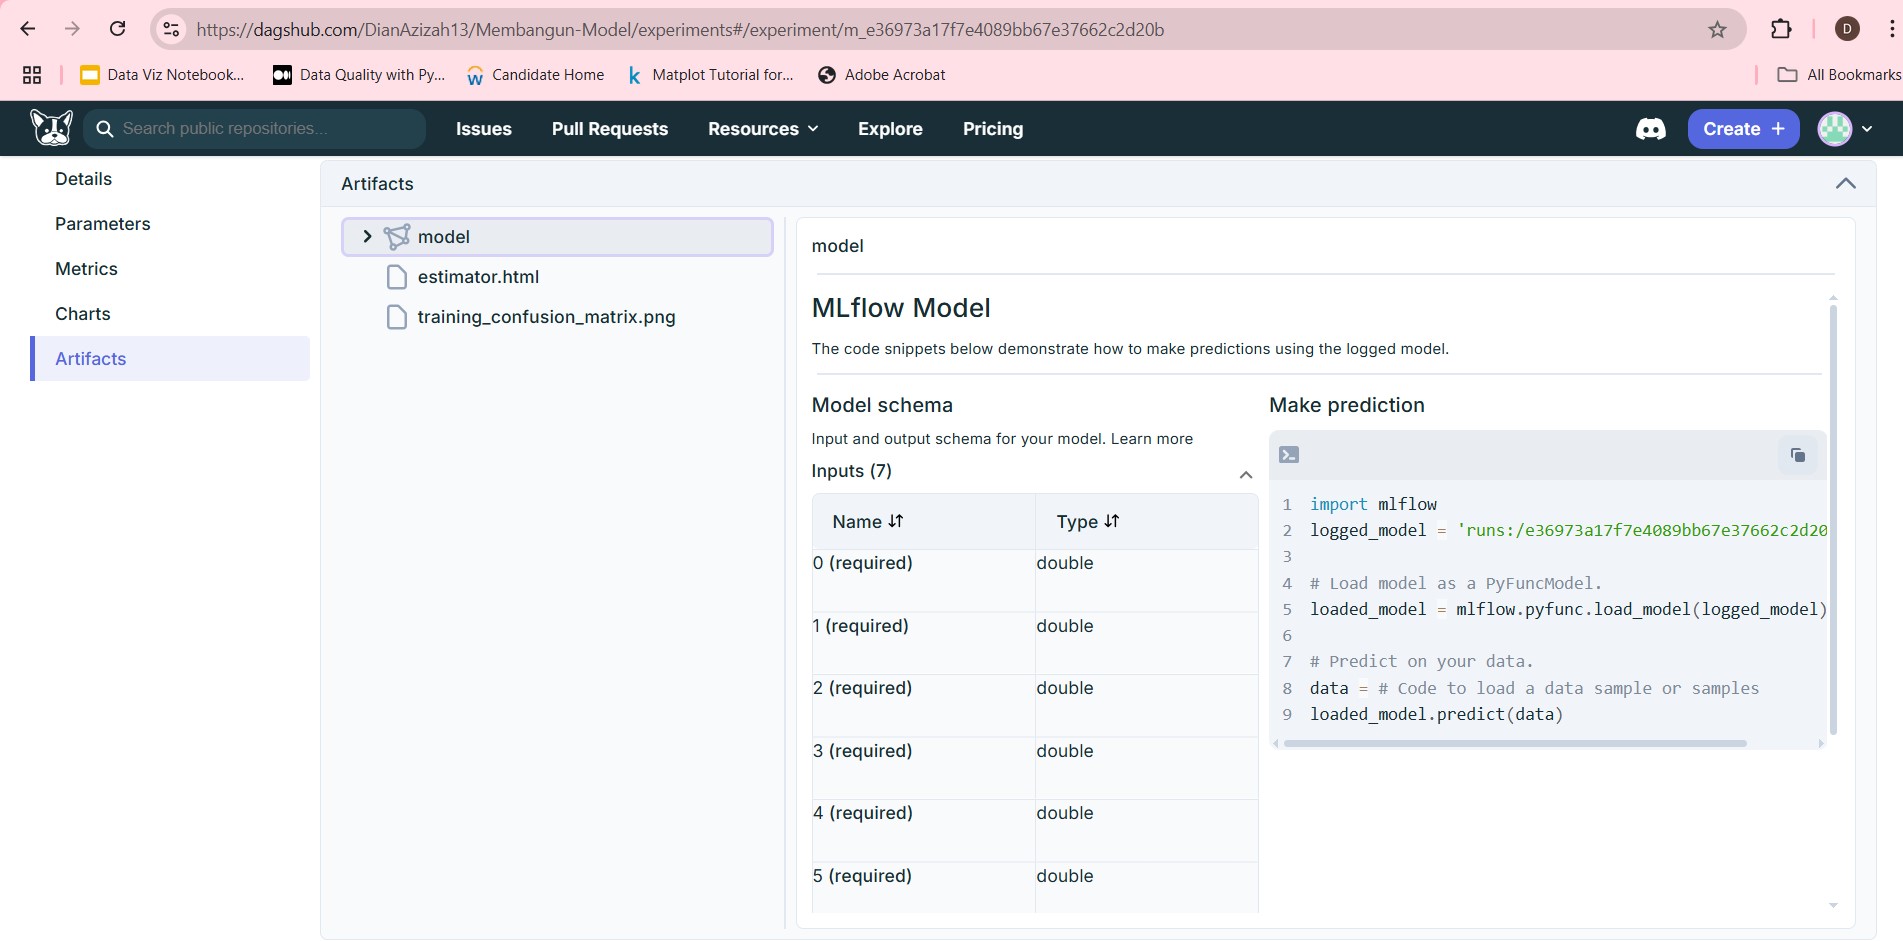 https://dagshub.com/DianAzizah13/Membangun-Model/experiments#/experiment/m_e36973a17f7e4089bb67e37662c2d20b
D
Data Viz Notebook...
Data Quality with Py...
Candidate Home
Matplot Tutorial for...
Adobe Acrobat
All Bookmarks
Search public repositories...
Issues
Pull Requests
Resources
Explore
Pricing
Create +
Details
Parameters
Metrics
Charts
Artifacts
Artifacts
model
estimator.html
training_confusion_matrix.png
model
MLflow Model
The code snippets below demonstrate how to make predictions using the logged model.
Model schema
Input and output schema for your model. Learn more
Inputs (7)
Name Type
0 (required) double
1 (required) double
2 (required) double
3 (required) double
4 (required) double
5 (required) double
Make prediction
1 import mlflow
2 logged_model = 'runs:/e36973a17f7e4089bb67e37662c2d20
3
4 # Load model as a PyFuncModel.
5 loaded_model = mlflow.pyfunc.load_model(logged_model)
6
7 # Predict on your data.
8 data = # Code to load a data sample or samples
9 loaded_model.predict(data)